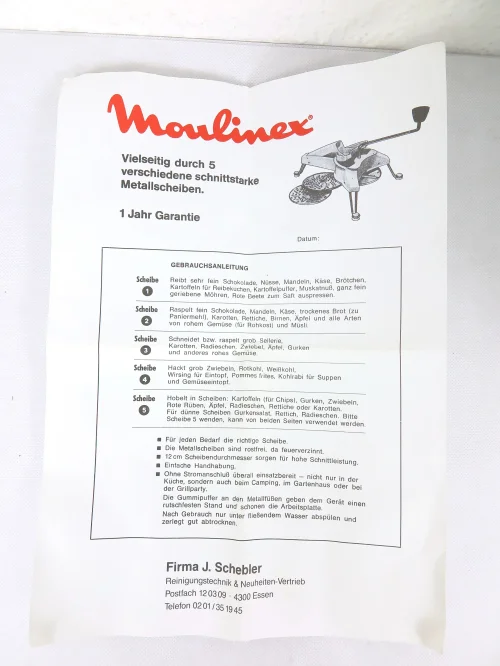 Moulinex
Vielseitig durch 5
verschiedene schnittstarke
Metallscheiben.
1 Jahr Garantie
Datum:
GEBRAUCHSANLEITUNG
Scheibe 1
Reibt sehr fein Schokolade, Nüsse, Mandeln, Käse, Brötchen,
Kartoffeln für Reibekuchen, Kartoffelpuffer, Muskatnuß, ganz fein
geriebene Möhren, Rote Beete zum Saft auspressen.
Scheibe 2
Raspelt fein Schokolade, Mandeln, Käse, trockenes Brot (zu
Paniermehl), Karotten, Rettiche, Birnen, Äpfel und alle Arten
von rohem Gemüse (für Rohkost) und Müsli.
Scheibe 3
Schneidet bzw. raspelt grob Sellerie,
Karotten, Radieschen, Zwiebel, Äpfel, Gurken
und anderes rohes Gemüse.
Scheibe 4
Hackt grob Zwiebeln, Rotkohl, Weißkohl,
Wirsing für Eintopf, Pommes frites, Kohlrabi für Suppen
und Gemüseeintopf.
Scheibe 5
Hobelt in Scheiben: Kartoffeln (für Chips), Gurken, Zwiebeln,
Rote Rüben, Äpfel, Radieschen, Rettiche oder Karotten.
Für dünne Scheiben Gurkensalat, Rettich, Radieschen. Bitte
Scheibe 5 wenden, kann von beiden Seiten verwendet werden.
■ Für jeden Bedarf die richtige Scheibe.
■ Die Metallscheiben sind rostfrei, da feuerverzinnt.
■ 12 cm Scheibendurchmesser sorgen für hohe Schnittleistung.
■ Einfache Handhabung.
■ Ohne Stromanschluß überall einsatzbereit – nicht nur in der
Küche, sondern auch beim Camping, im Gartenhaus oder bei
der Grillparty.
Die Gummipuffer an den Metallfüßen geben dem Gerät einen
rutschfesten Stand und schonen die Arbeitsplatte.
Nach Gebrauch nur unter fließendem Wasser abspülen und
zerlegt gut abtrocknen.
Firma J. Schebler
Reinigungstechnik & Neuheiten-Vertrieb
Postfach 12 03 09 · 4300 Essen
Telefon 02 01 / 35 19 45